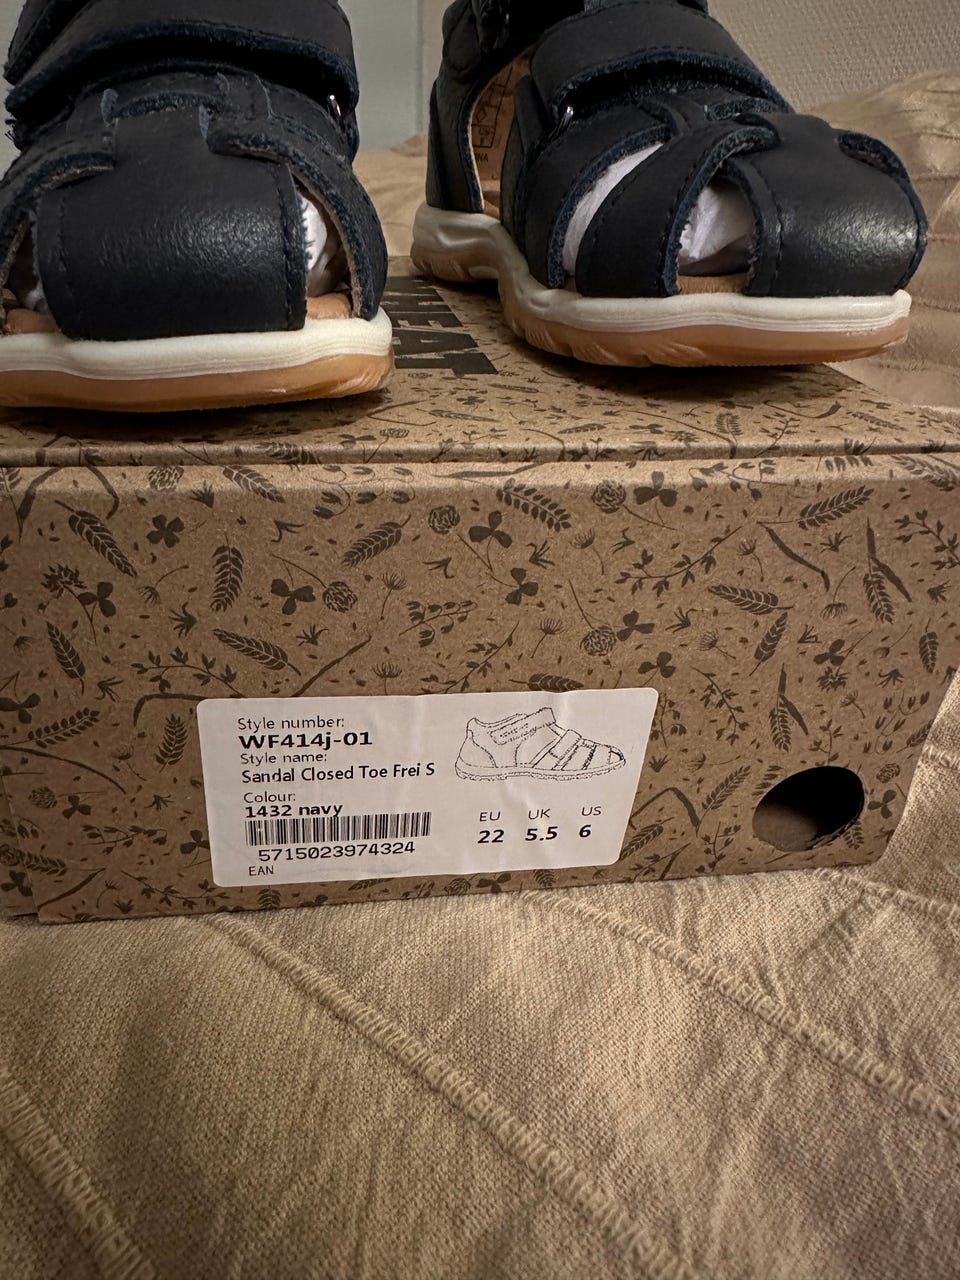 WHEAT
Style number:
WF414j-01
Style name:
Sandal Closed Toe Frei S
Colour:
1432 navy
EU UK US
22 5.5 6
5715023974324
EAN